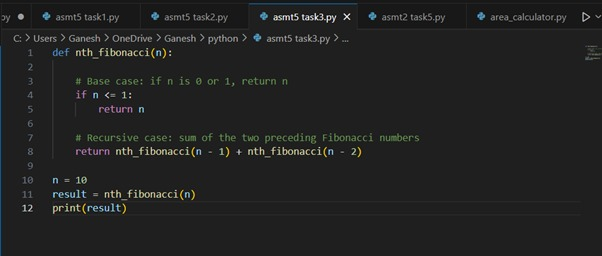 py
asmt5 task1.py
asmt5 task2.py
asmt5 task3.py
asmt2 task5.py
area_calculator.py
C: > Users > Ganesh > OneDrive > Ganesh > python > asmt5 task3.py > ...
1 def nth_fibonacci(n):
2
3     # Base case: if n is 0 or 1, return n
4     if n <= 1:
5         return n
6
7     # Recursive case: sum of the two preceding Fibonacci numbers
8     return nth_fibonacci(n - 1) + nth_fibonacci(n - 2)
9
10 n = 10
11 result = nth_fibonacci(n)
12 print(result)